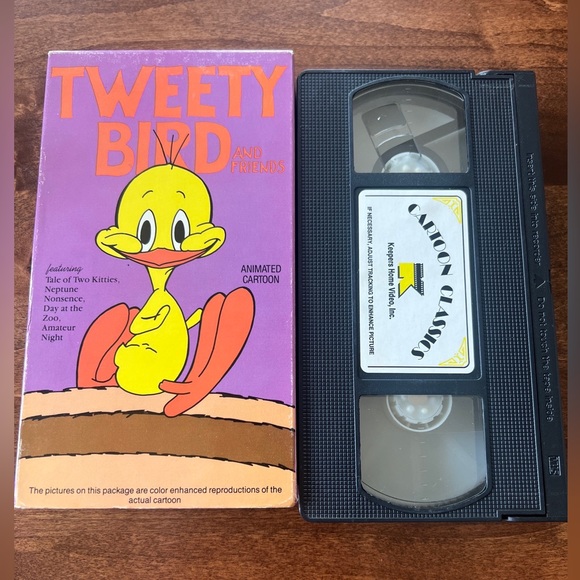 TWEETY
BIRD
AND
FRIENDS
featuring
Tale of Two Kitties,
Neptune
Nonsence,
Day at the
Zoo,
Amateur
Night
ANIMATED
CARTOON
The pictures on this package are color enhanced reproductions of the
actual cartoon
CARTOON CLASSICS
Keepers Home Video, Inc.
IF NECESSARY, ADJUST TRACKING TO ENHANCE PICTURE